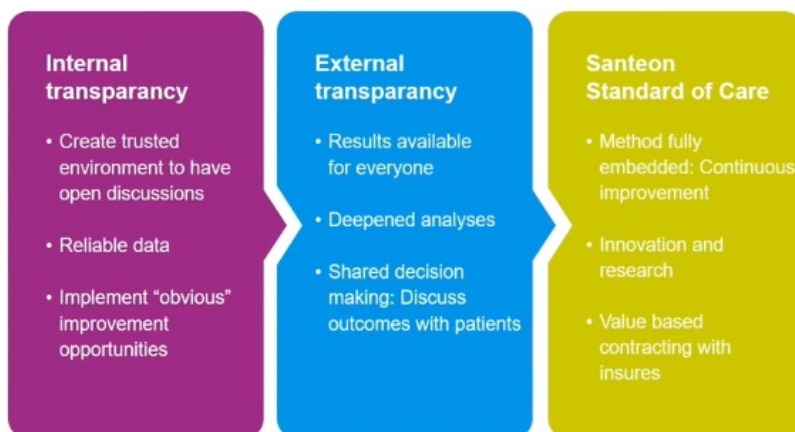 Internal
transparancy
• Create trusted
environment to have
open discussions
• Reliable data
• Implement “obvious”
improvement
opportunities
External
transparancy
• Results available
for everyone
• Deepened analyses
• Shared decision
making: Discuss
outcomes with patients
Santeon
Standard of Care
• Method fully
embedded: Continuous
improvement
• Innovation and
research
• Value based
contracting with
insures